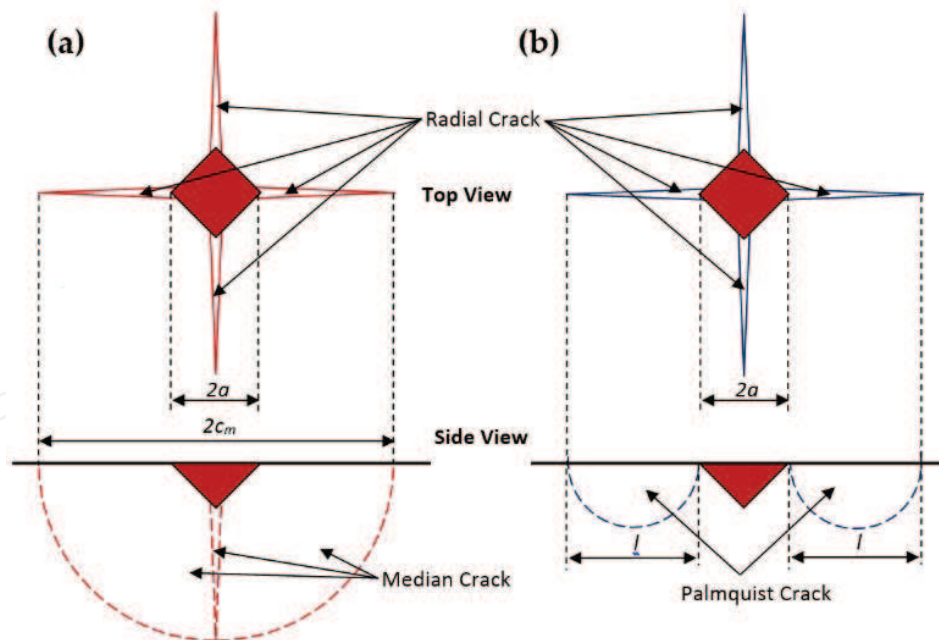 (a)
(b)
Radial Crack
Top View
2a
2a
2cₘ
Side View
l
l
Median Crack
Palmquist Crack